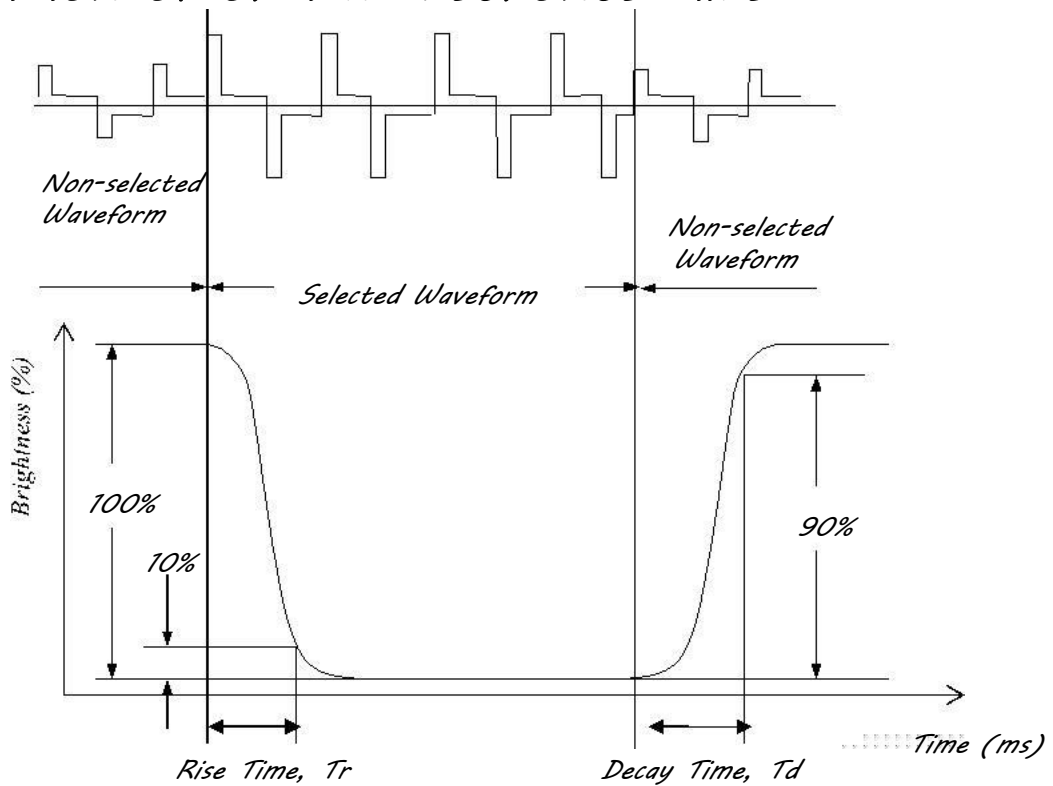 Non-selected
Waveform
Non-selected
Waveform
Selected Waveform
Brightness (%)
100%
10%
90%
Time (ms)
Rise Time, Tr
Decay Time, Td